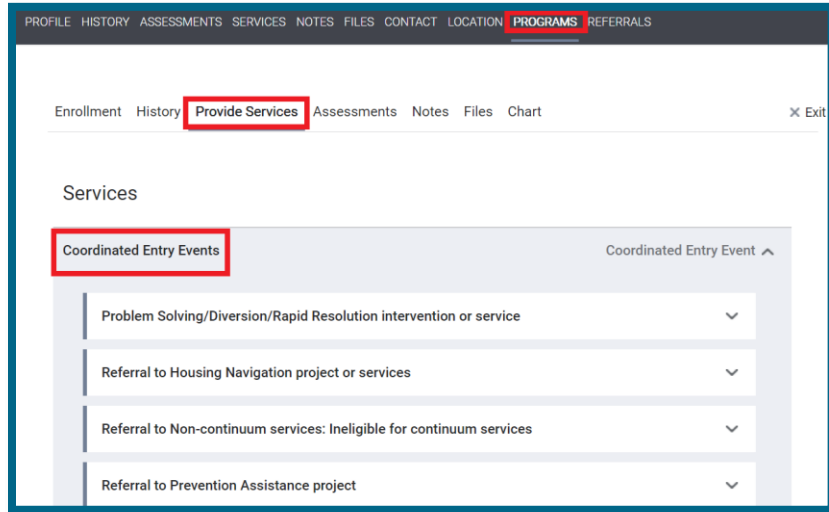 PROFILE HISTORY ASSESSMENTS SERVICES NOTES FILES CONTACT LOCATION PROGRAMS REFERRALS
Enrollment History Provide Services Assessments Notes Files Chart × Exit
Services
Coordinated Entry Events Coordinated Entry Event
Problem Solving/Diversion/Rapid Resolution intervention or service
Referral to Housing Navigation project or services
Referral to Non-continuum services: Ineligible for continuum services
Referral to Prevention Assistance project